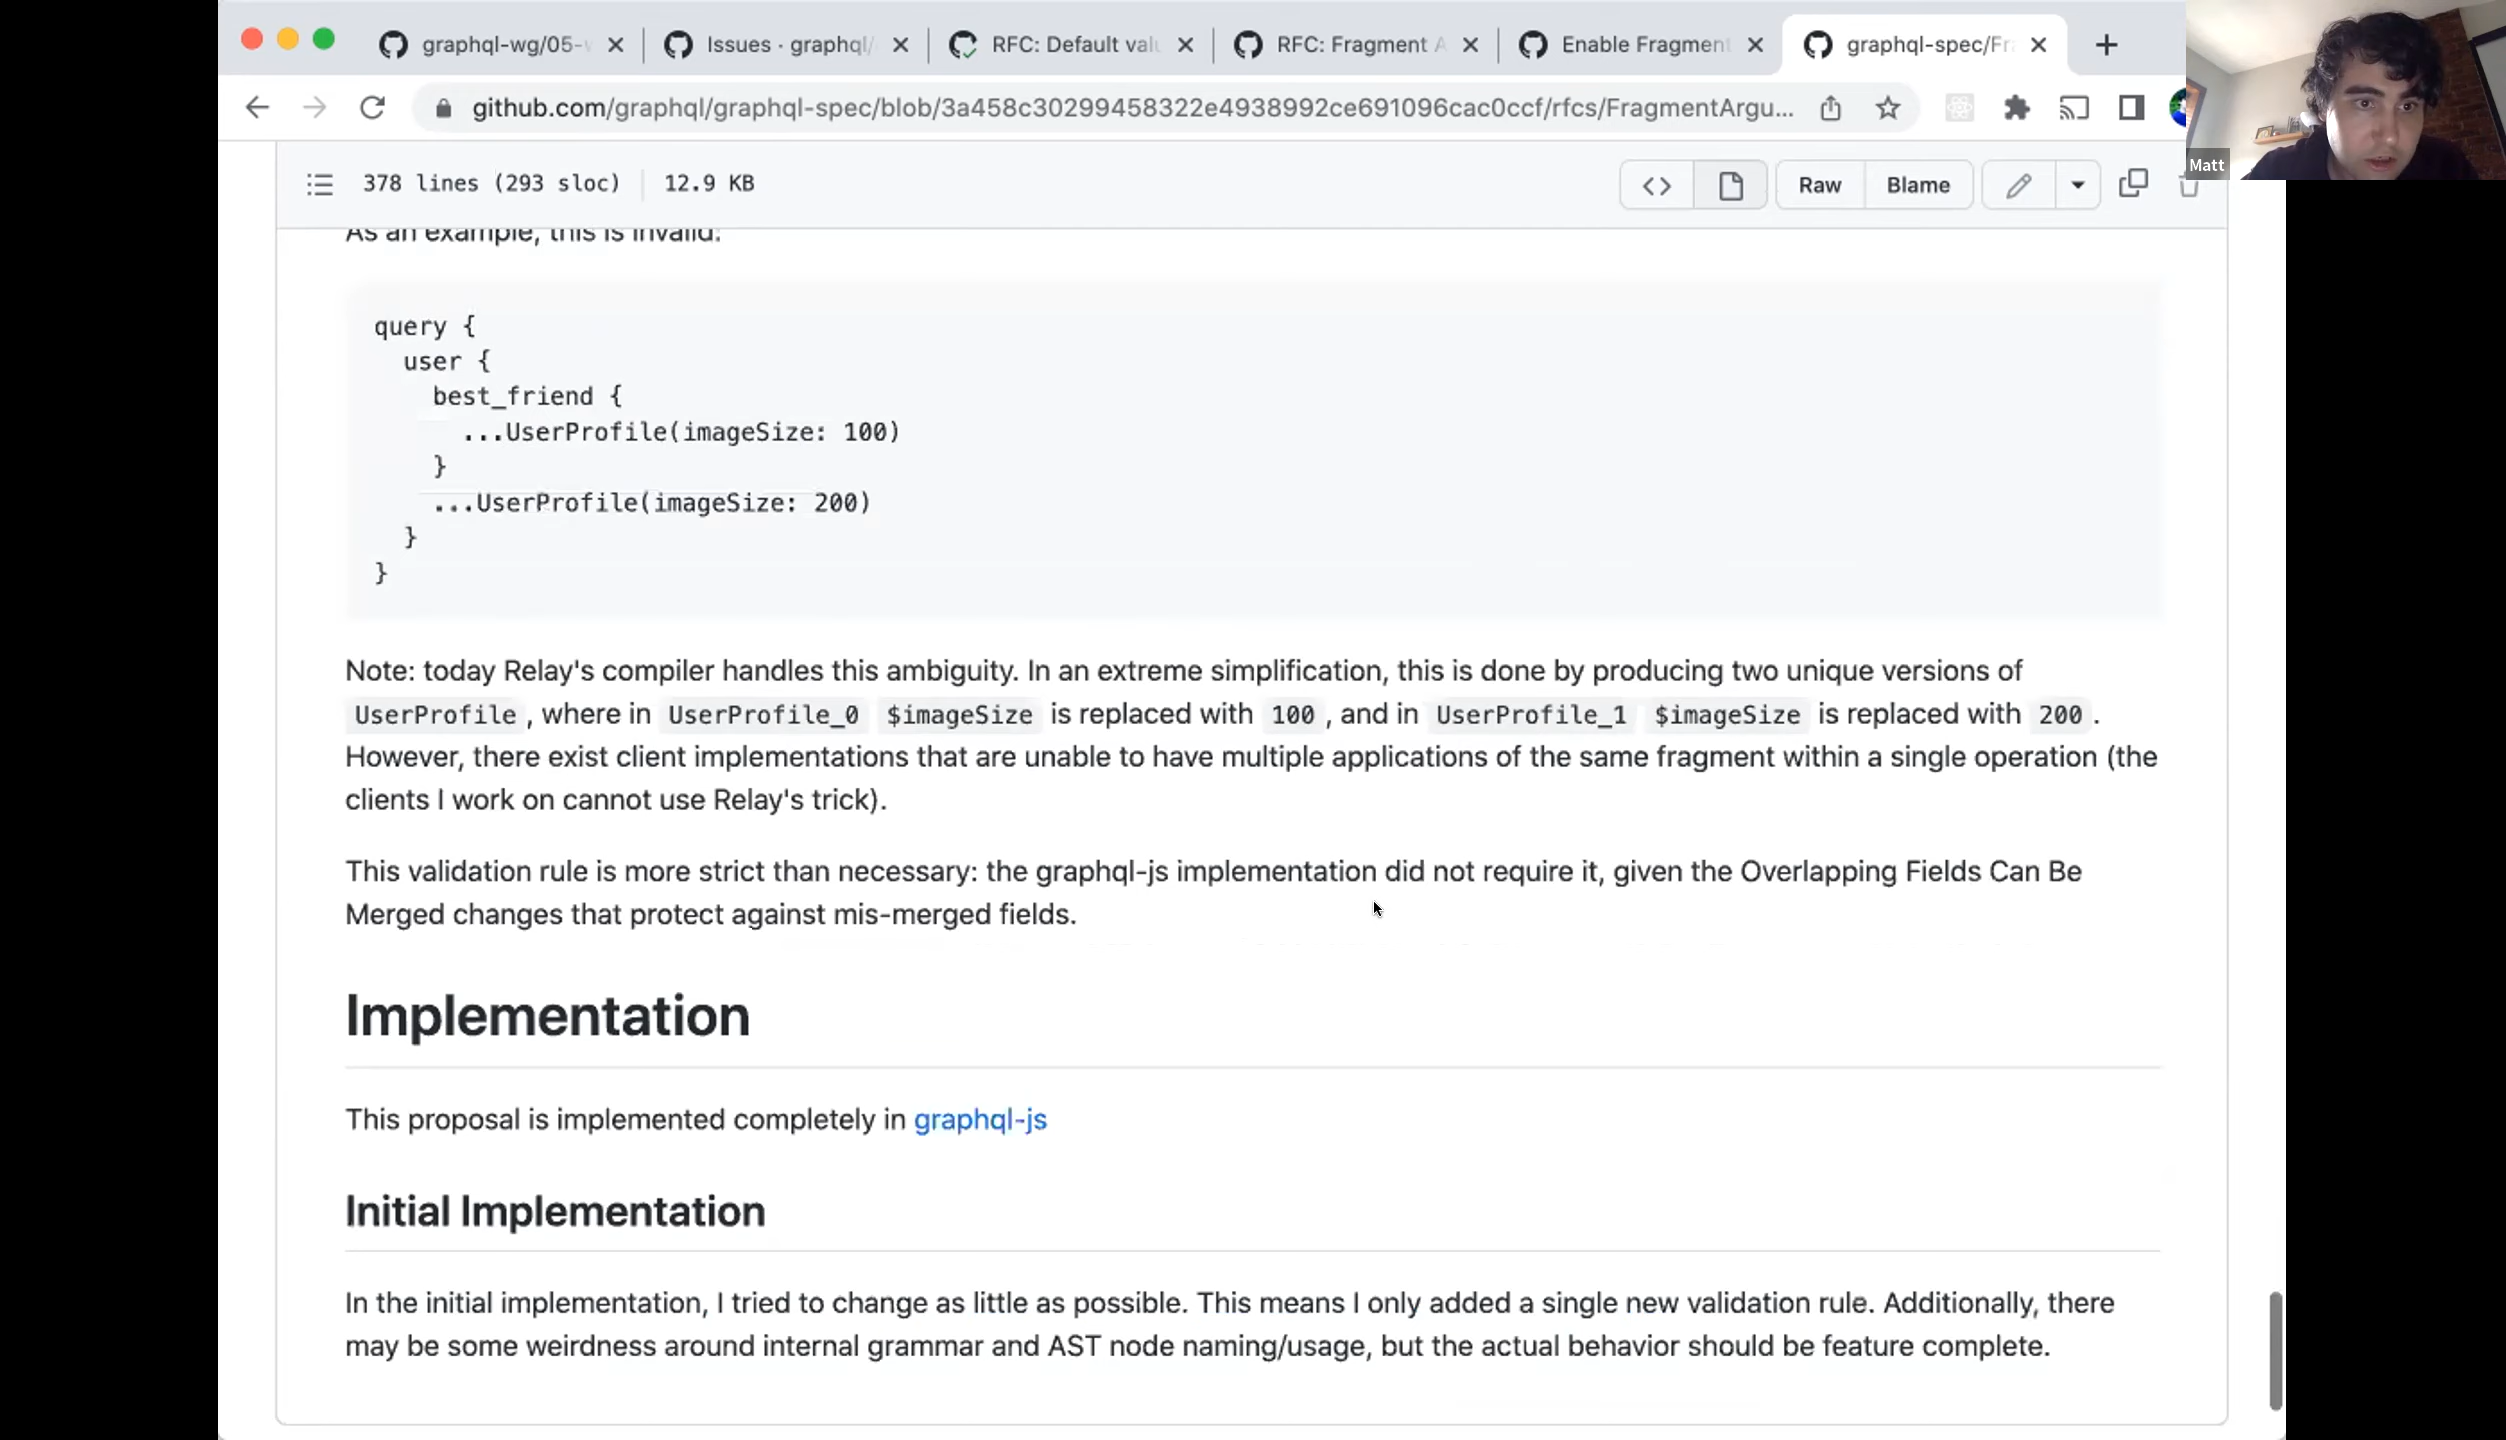 graphql-wg/05-
Issues · graphql/
RFC: Default val
RFC: Fragment A
Enable Fragment
graphql-spec/Fr
github.com/graphql/graphql-spec/blob/3a458c30299458322e4938992ce691096cac0ccf/rfcs/FragmentArgu...
Matt
378 lines (293 sloc)
12.9 KB
Raw
Blame
As an example, this is invalid:
query {
user {
best_friend {
...UserProfile(imageSize: 100)
}
...UserProfile(imageSize: 200)
}
}
Note: today Relay's compiler handles this ambiguity. In an extreme simplification, this is done by producing two unique versions of
UserProfile , where in UserProfile_0 $imageSize is replaced with 100 , and in UserProfile_1 $imageSize is replaced with 200 .
However, there exist client implementations that are unable to have multiple applications of the same fragment within a single operation (the
clients I work on cannot use Relay's trick).
This validation rule is more strict than necessary: the graphql-js implementation did not require it, given the Overlapping Fields Can Be
Merged changes that protect against mis-merged fields.
Implementation
This proposal is implemented completely in graphql-js
Initial Implementation
In the initial implementation, I tried to change as little as possible. This means I only added a single new validation rule. Additionally, there
may be some weirdness around internal grammar and AST node naming/usage, but the actual behavior should be feature complete.